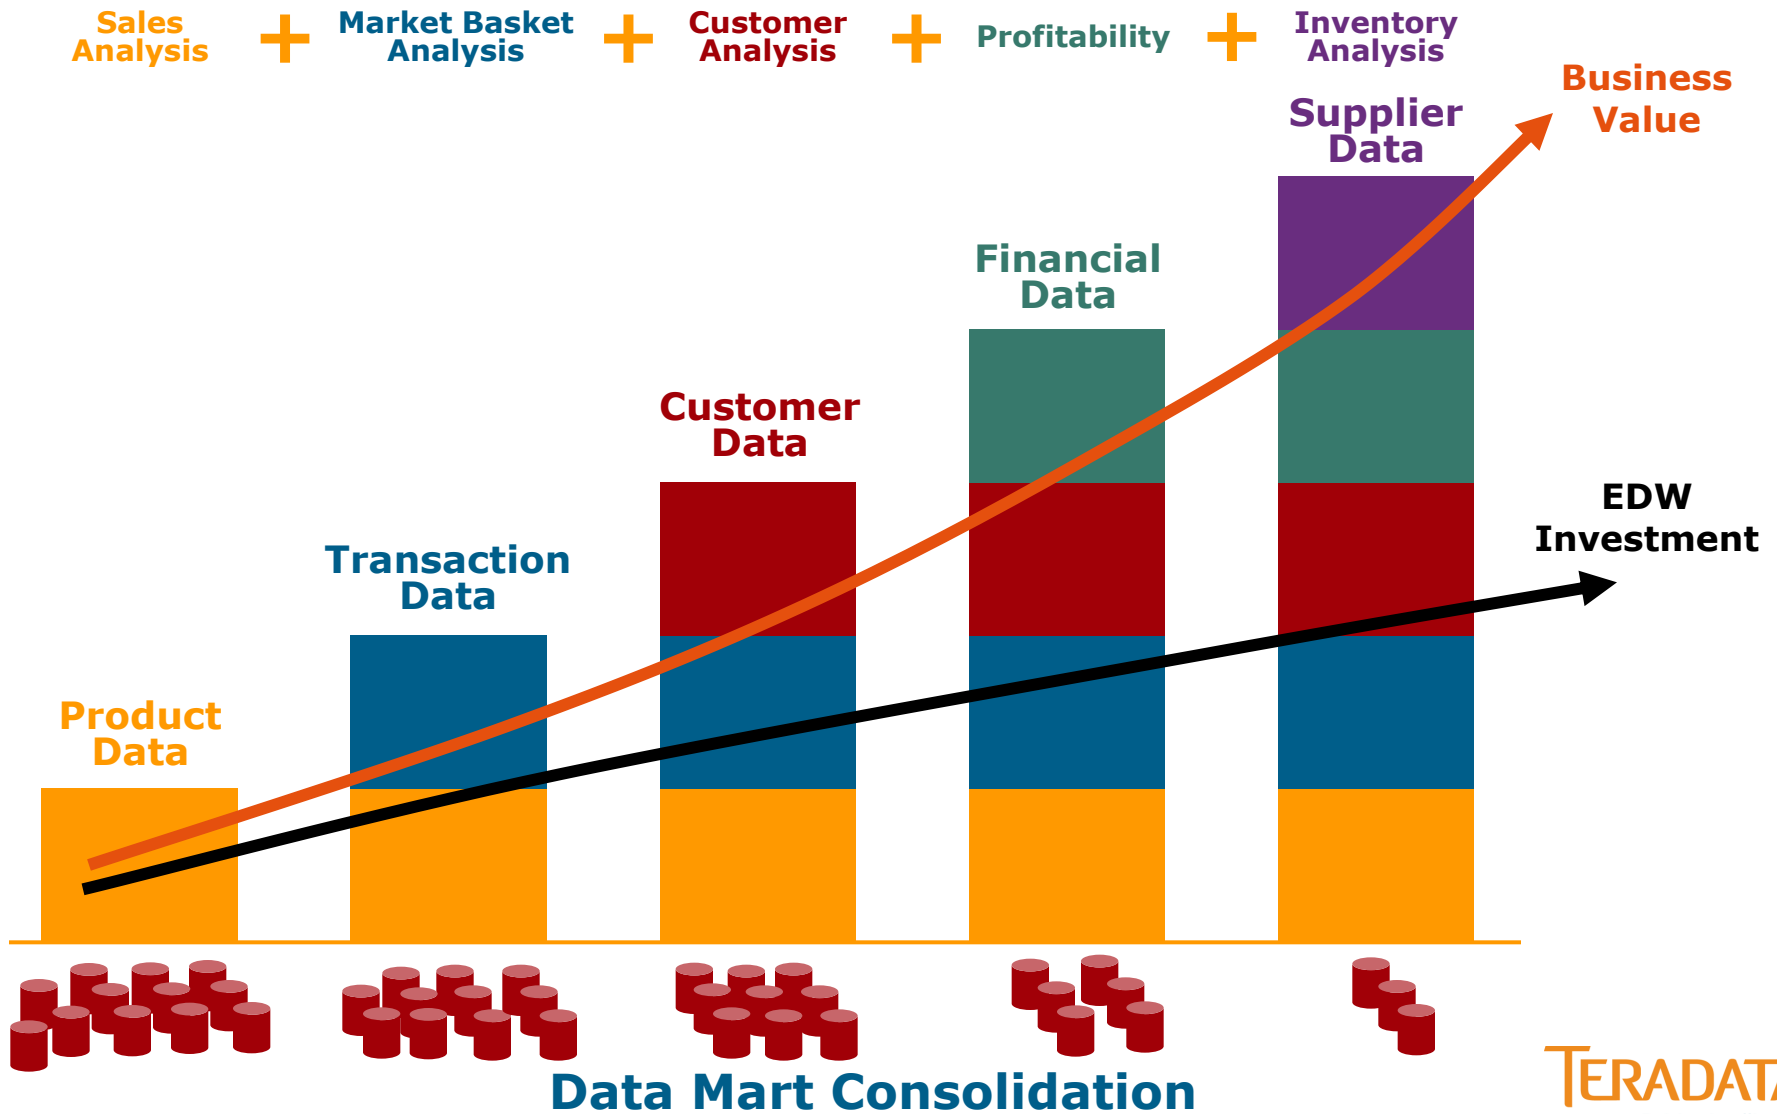 Sales
Analysis
+
Market Basket
Analysis
+
Customer
Analysis
+
Profitability
+
Inventory
Analysis
Business
Value
Supplier
Data
Financial
Data
Customer
Data
EDW
Investment
Transaction
Data
Product
Data
Data Mart Consolidation
TERADATA